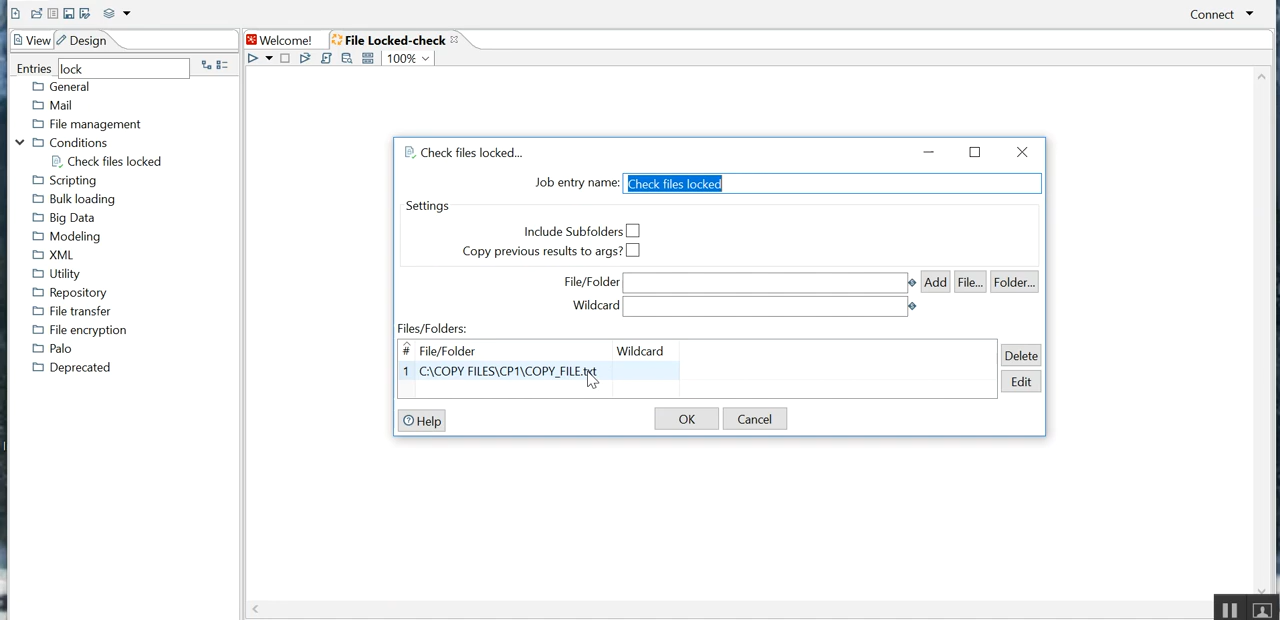 Connect
View Design
Welcome! File Locked-check
Entries lock
100%
General
Mail
File management
Conditions
Check files locked
Scripting
Bulk loading
Big Data
Modeling
XML
Utility
Repository
File transfer
File encryption
Palo
Deprecated
Check files locked...
Job entry name: Check files locked
Settings
Include Subfolders
Copy previous results to args?
File/Folder Add File... Folder...
Wildcard
Files/Folders:
# File/Folder Wildcard
1 C:\COPY FILES\CP1\COPY_FILE.txt
Delete
Edit
Help OK Cancel